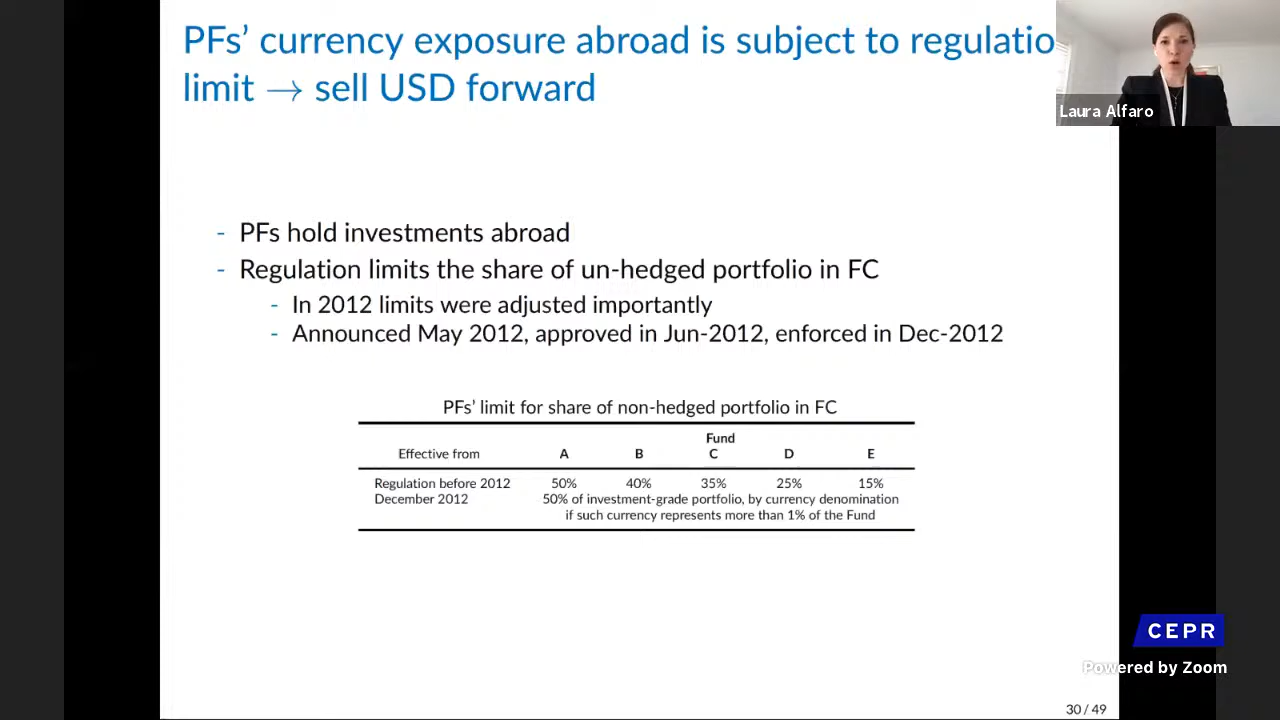 PFs' currency exposure abroad is subject to regulatio
limit → sell USD forward
Laura Alfaro
- PFs hold investments abroad
- Regulation limits the share of un-hedged portfolio in FC
- In 2012 limits were adjusted importantly
- Announced May 2012, approved in Jun-2012, enforced in Dec-2012
PFs' limit for share of non-hedged portfolio in FC
Fund
Effective from A B C D E
Regulation before 2012 50% 40% 35% 25% 15%
December 2012 50% of investment-grade portfolio, by currency denomination
if such currency represents more than 1% of the Fund
CEPR
Powered by Zoom
30 / 49